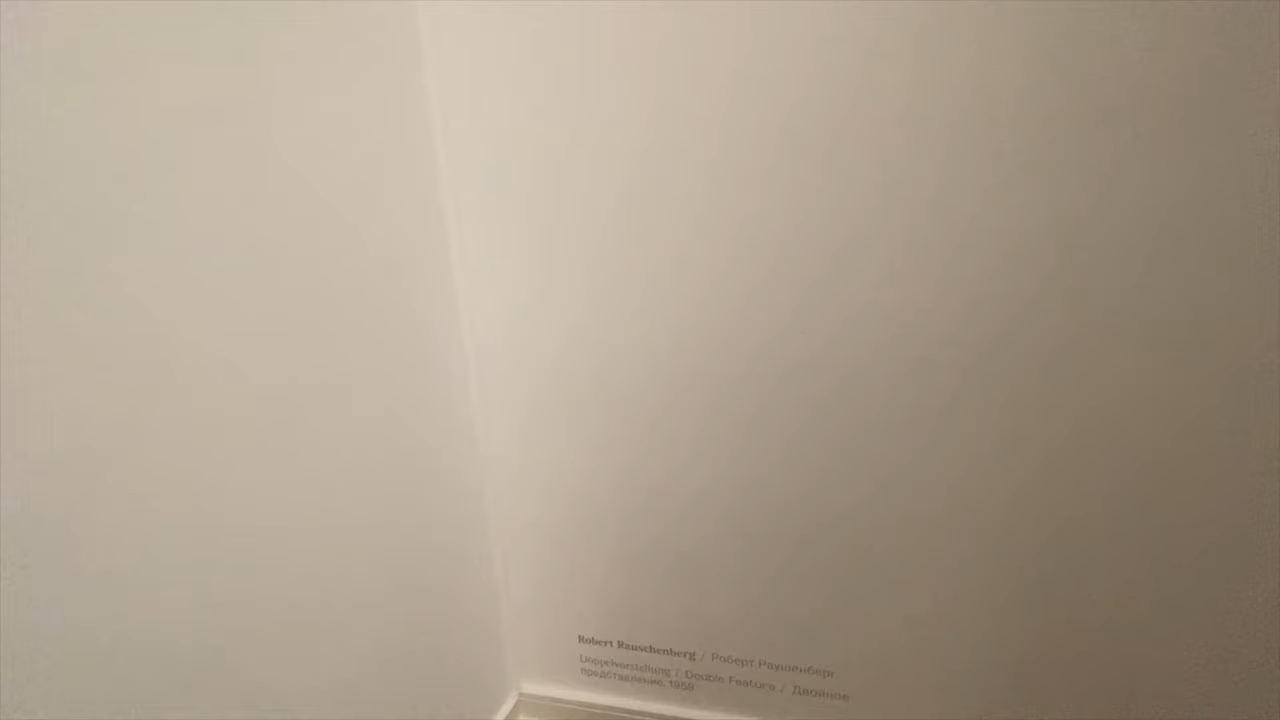 Robert Rauschenberg / Роберт Раушенберг
Doppelvorstellung / Double Feature / Двойное
представление, 1959